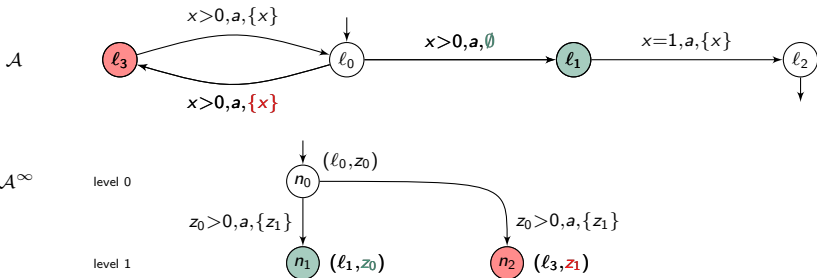 x>0,a,{x}
𝒜 ℓ₃ ℓ₀ x>0,a,∅ ℓ₁ x=1,a,{x} ℓ₂
x>0,a,{x}
𝒜^∞ level 0 n₀ (ℓ₀,z₀)
z₀>0,a,{z₁} z₀>0,a,{z₁}
level 1 n₁ (ℓ₁,z₀) n₂ (ℓ₃,z₁)